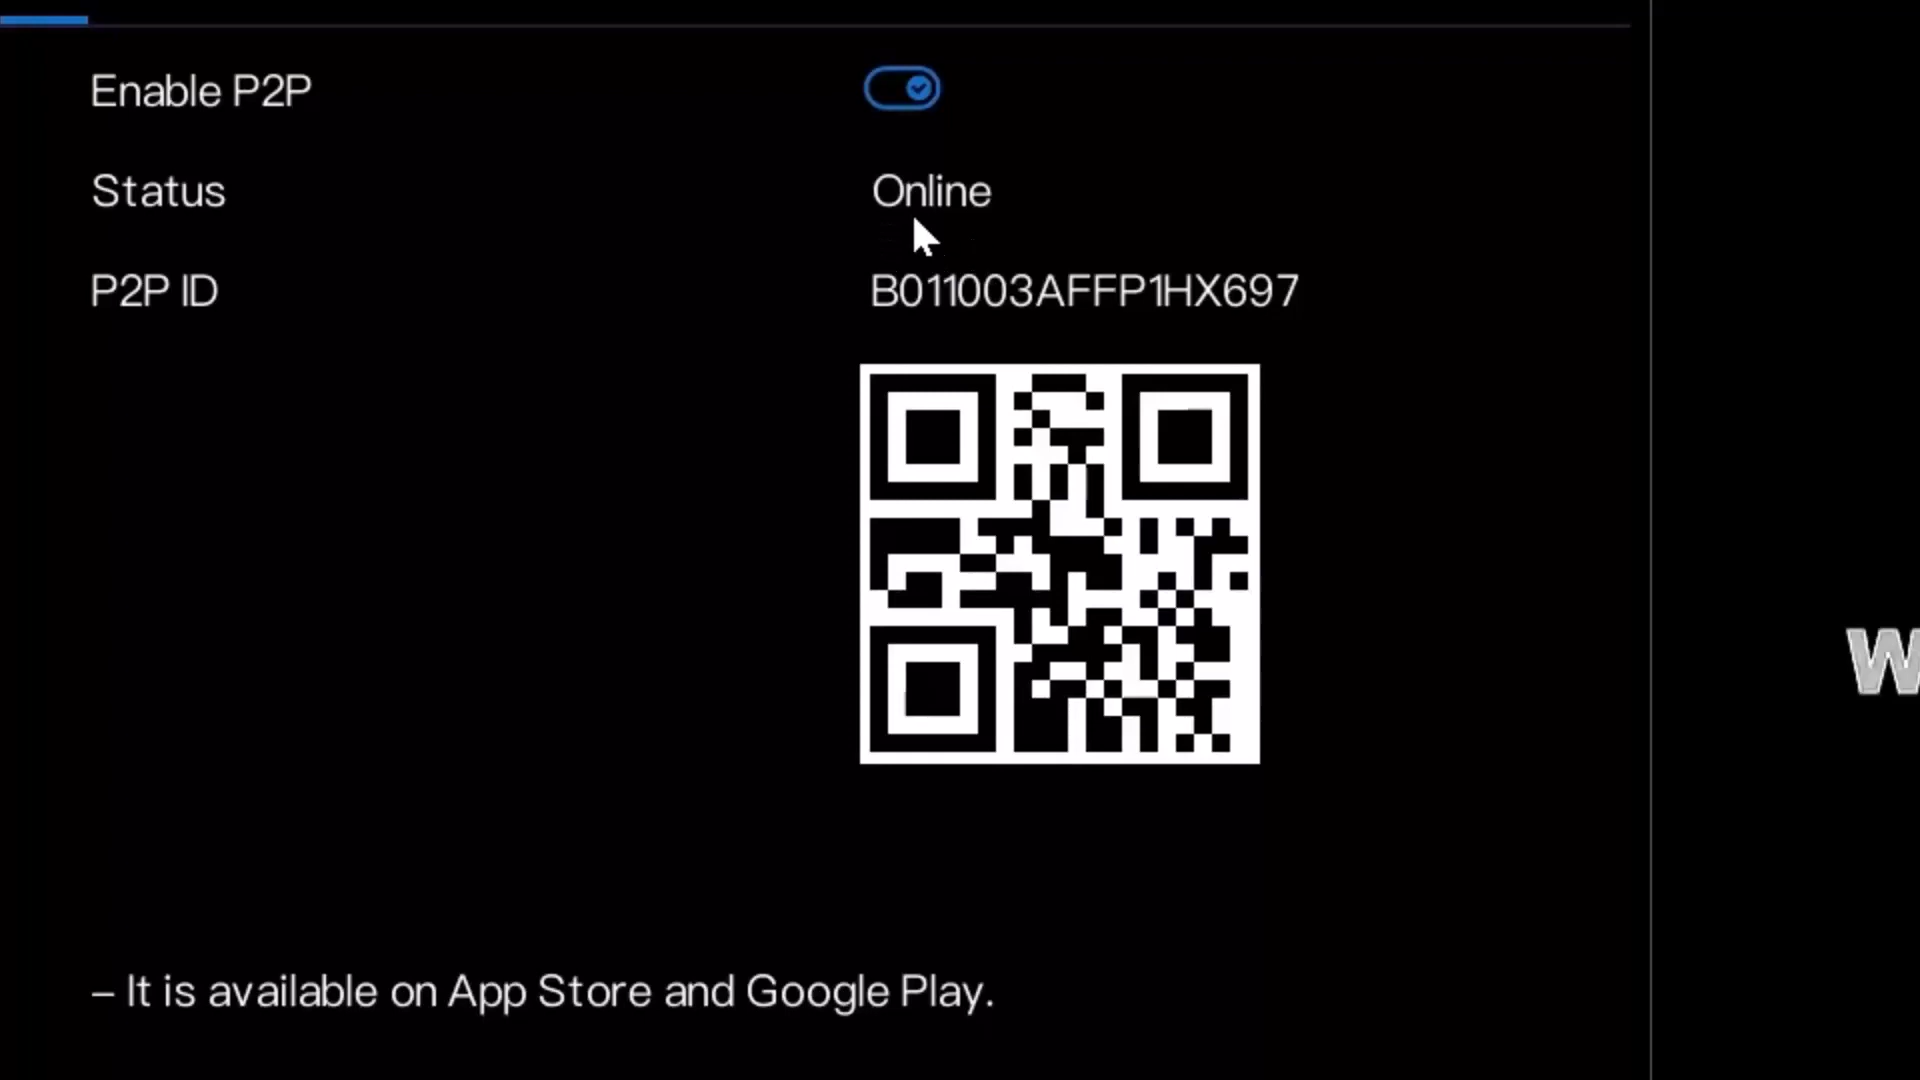 Enable P2P
Status Online
P2P ID B011003AFFP1HX697
– It is available on App Store and Google Play.
W